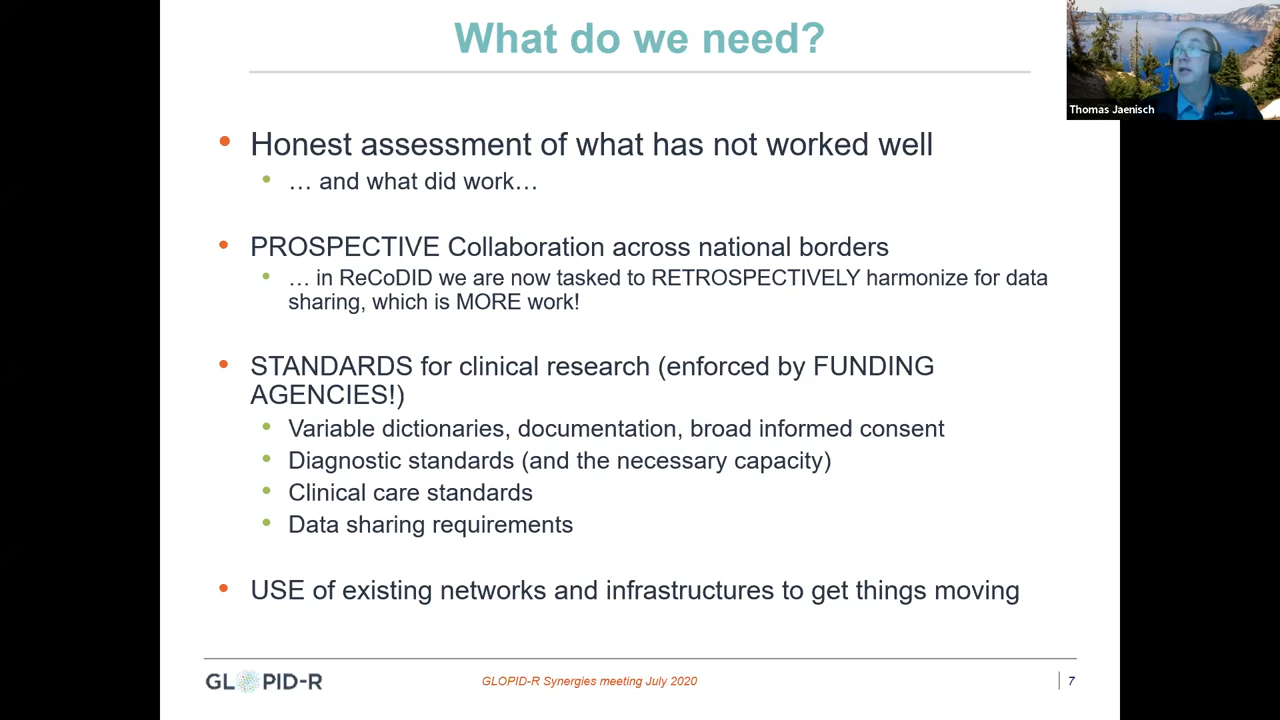 What do we need?
Thomas Jaenisch
• Honest assessment of what has not worked well
• … and what did work…
• PROSPECTIVE Collaboration across national borders
• … in ReCoDID we are now tasked to RETROSPECTIVELY harmonize for data
sharing, which is MORE work!
• STANDARDS for clinical research (enforced by FUNDING
AGENCIES!)
• Variable dictionaries, documentation, broad informed consent
• Diagnostic standards (and the necessary capacity)
• Clinical care standards
• Data sharing requirements
• USE of existing networks and infrastructures to get things moving
GLOPID-R
GLOPID-R Synergies meeting July 2020
7